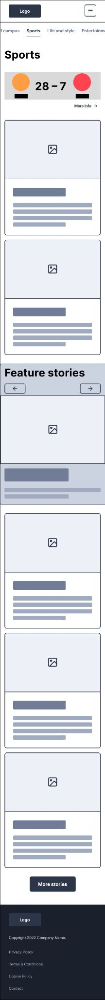 Logo
f campus Sports Life and style Entertainm
Sports
28 – 7
More info
Feature stories
More stories
Logo
Copyright 2022 Company Name.
Privacy Policy
Terms & Conditions
Cookie Policy
Contact